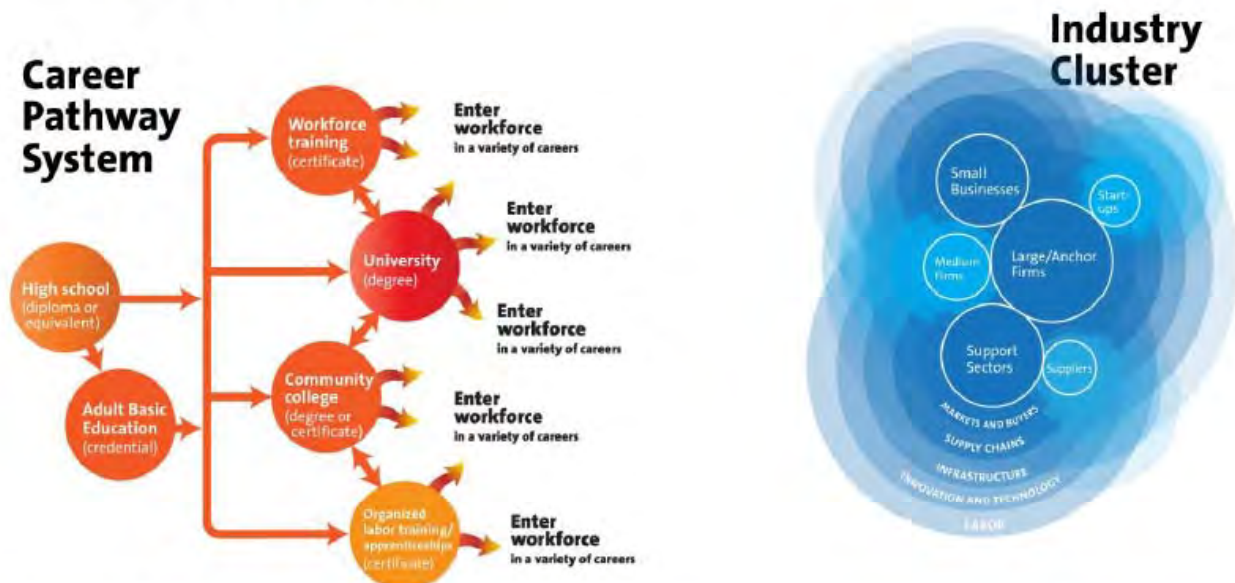 Career
Pathway
System
Workforce
training
(certificate)
Enter
workforce
in a variety of careers
University
(degree)
Enter
workforce
in a variety of careers
High school
(diploma or
equivalent)
Enter
workforce
in a variety of careers
Adult Basic
Education
(credential)
Community
college
(degree or
certificate)
Enter
workforce
in a variety of careers
Organized
labor training/
apprenticeships
(certificate)
Enter
workforce
in a variety of careers
Industry
Cluster
Small
Businesses
Start-
ups
Medium
Firms
Large/Anchor
Firms
Support
Sectors
Suppliers
MARKETS AND BUYERS
SUPPLY CHAINS
INFRASTRUCTURE
INNOVATION AND TECHNOLOGY
LABOR